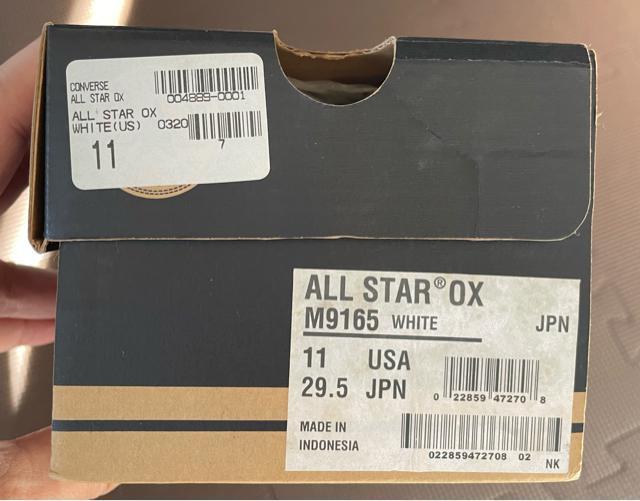 CONVERSE
ALL STAR OX
004889-0001
ALL STAR OX
WHITE(US) 0320
7
11
ALL STAR® OX
M9165 WHITE JPN
11 USA
29.5 JPN
0 22859 47270 8
MADE IN
INDONESIA
022859472708 02
NK